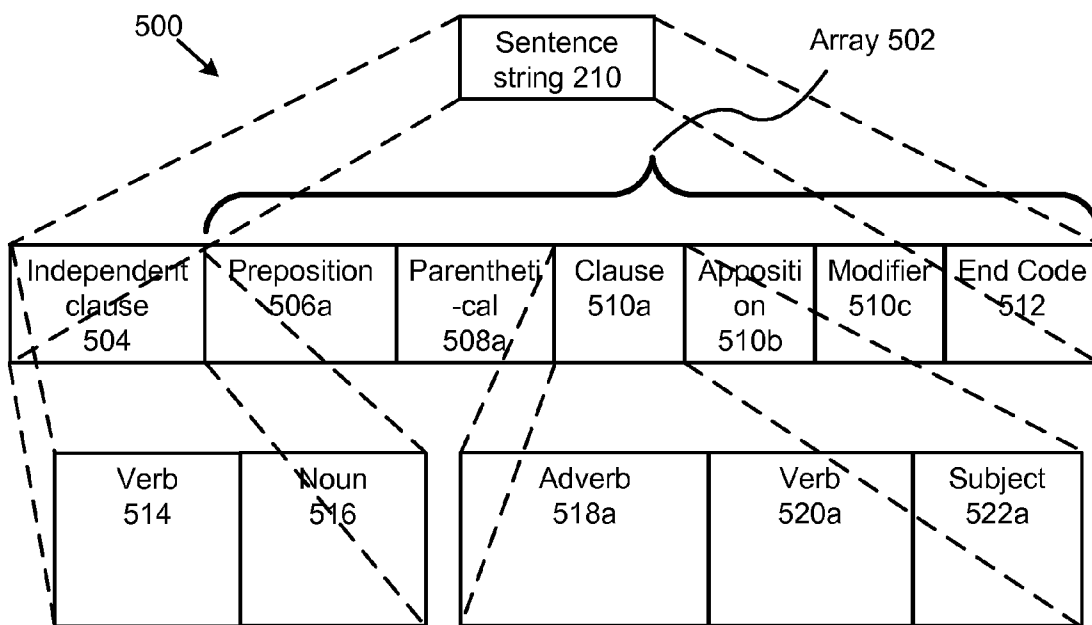 500
Sentence
string 210
Array 502
Independent
clause
504
Preposition
506a
Parentheti
-cal
508a
Clause
510a
Appositi
on
510b
Modifier
510c
End Code
512
Verb
514
Noun
516
Adverb
518a
Verb
520a
Subject
522a